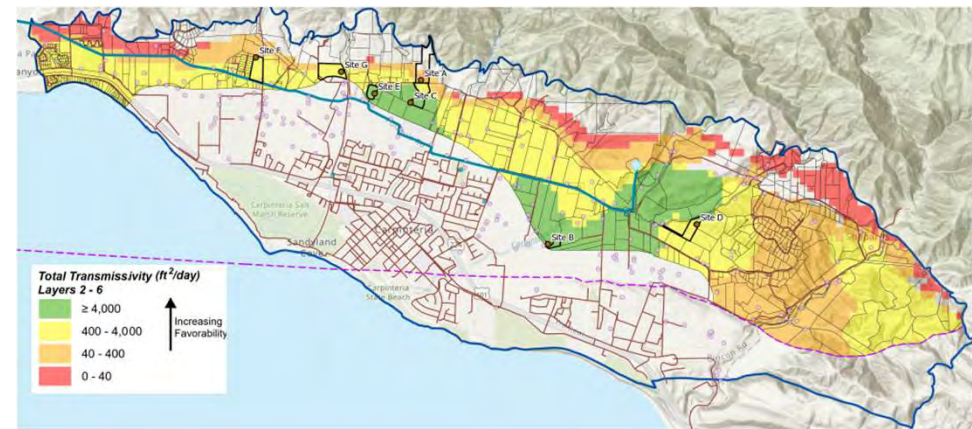 Site F
Site G
Site A
Site E
Site C
Site D
Site B
Carpinteria Salt
Marsh Reserve
Carpinteria
Sandyland
Carpinteria
State Beach
Total Transmissivity (ft²/day)
Layers 2 - 6
≥ 4,000
400 - 4,000
40 - 400
0 - 40
Increasing
Favorability